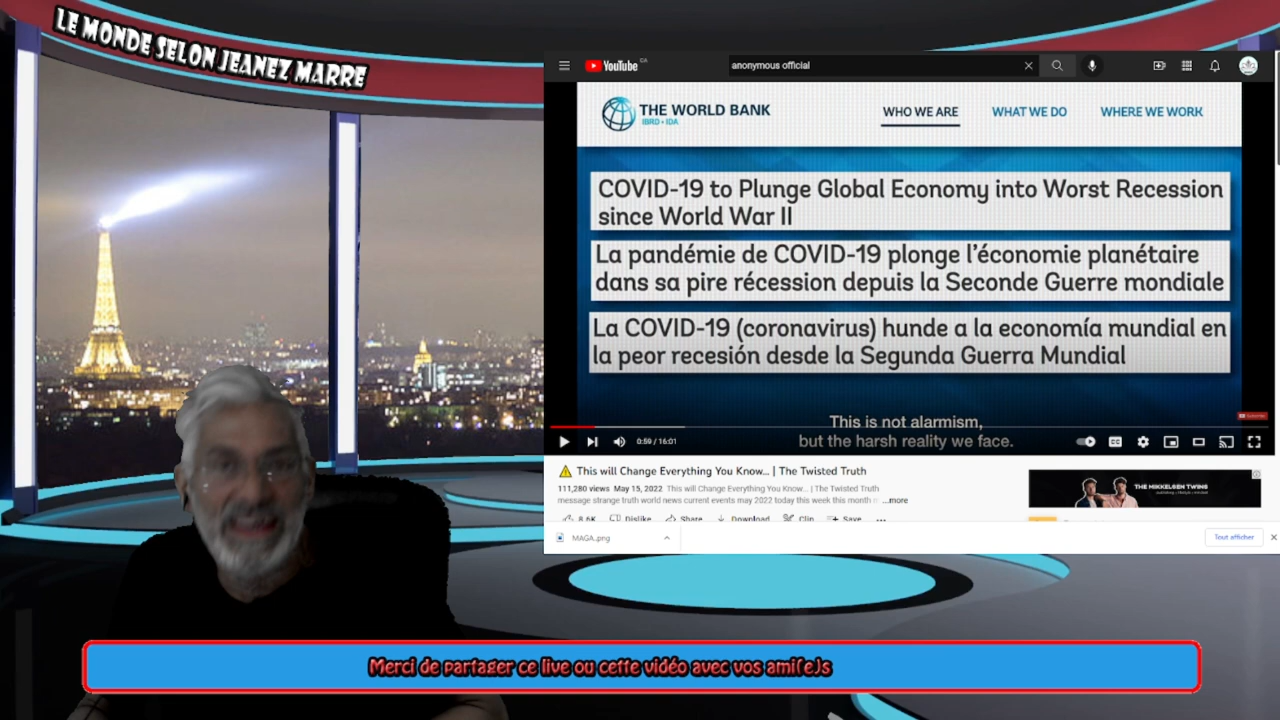 LE MONDE SELON JEANEZ MARRE
YouTube CA
anonymous official
THE WORLD BANK
IBRD • IDA
WHO WE ARE
WHAT WE DO
WHERE WE WORK
COVID-19 to Plunge Global Economy into Worst Recession
since World War II
La pandémie de COVID-19 plonge l'économie planétaire
dans sa pire récession depuis la Seconde Guerre mondiale
La COVID-19 (coronavirus) hunde a la economía mundial en
la peor recesión desde la Segunda Guerra Mundial
This is not alarmism,
but the harsh reality we face.
0:59 / 16:01
⚠ This will Change Everything You Know... | The Twisted Truth
111,280 views May 15, 2022 This will Change Everything You Know... | The Twisted Truth
message strange truth world news current events may 2022 today this week this month
...more
8.6K Dislike Share Download Clip Save ...
THE MIKKELSEN TWINS
MAGA.png
Tout afficher
Merci de partager ce live ou cette vidéo avec vos ami(e)s